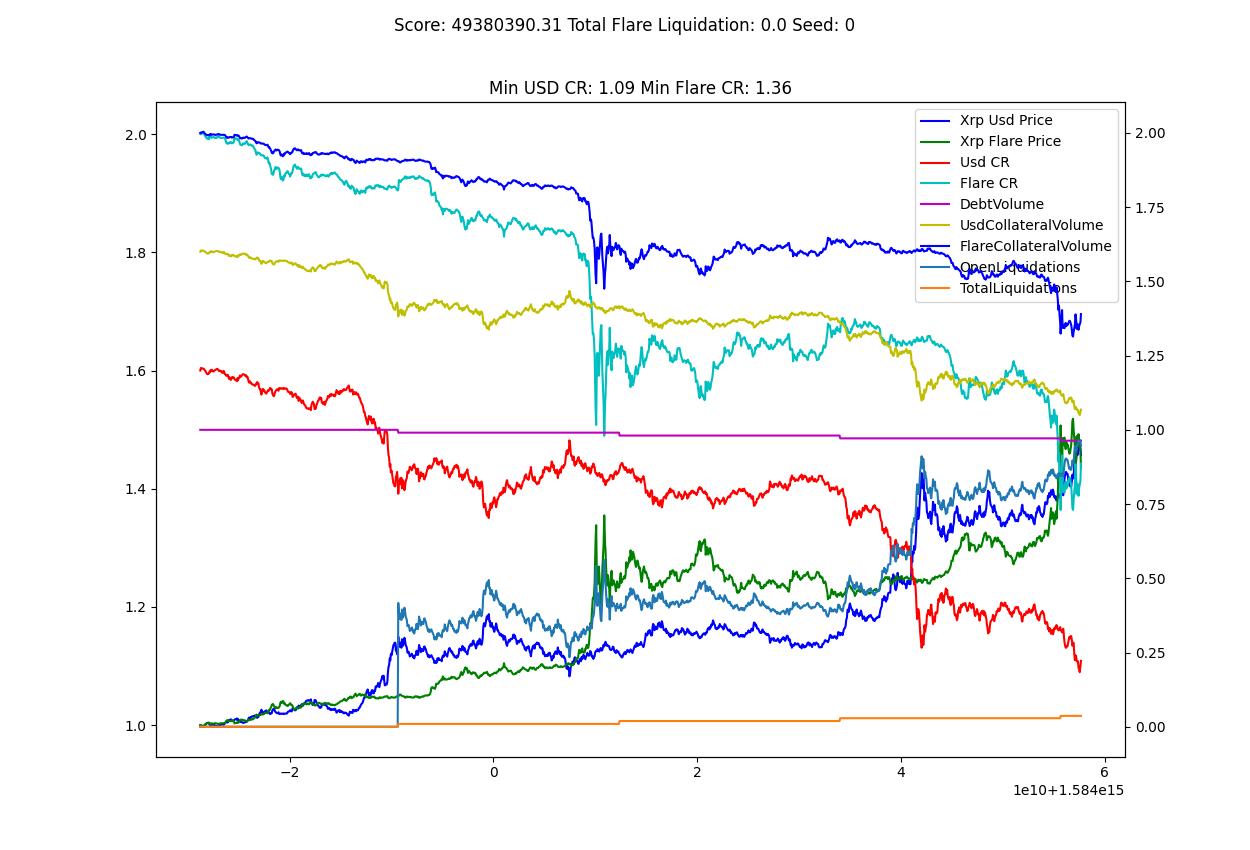 Score: 49380390.31 Total Flare Liquidation: 0.0 Seed: 0
Min USD CR: 1.09 Min Flare CR: 1.36
2.0
1.8
1.6
1.4
1.2
1.0
Xrp Usd Price
Xrp Flare Price
Usd CR
Flare CR
DebtVolume
UsdCollateralVolume
FlareCollateralVolume
OpenLiquidations
TotalLiquidations
2.00
1.75
1.50
1.25
1.00
0.75
0.50
0.25
0.00
−2 0 2 4 6
1e10+1.584e15